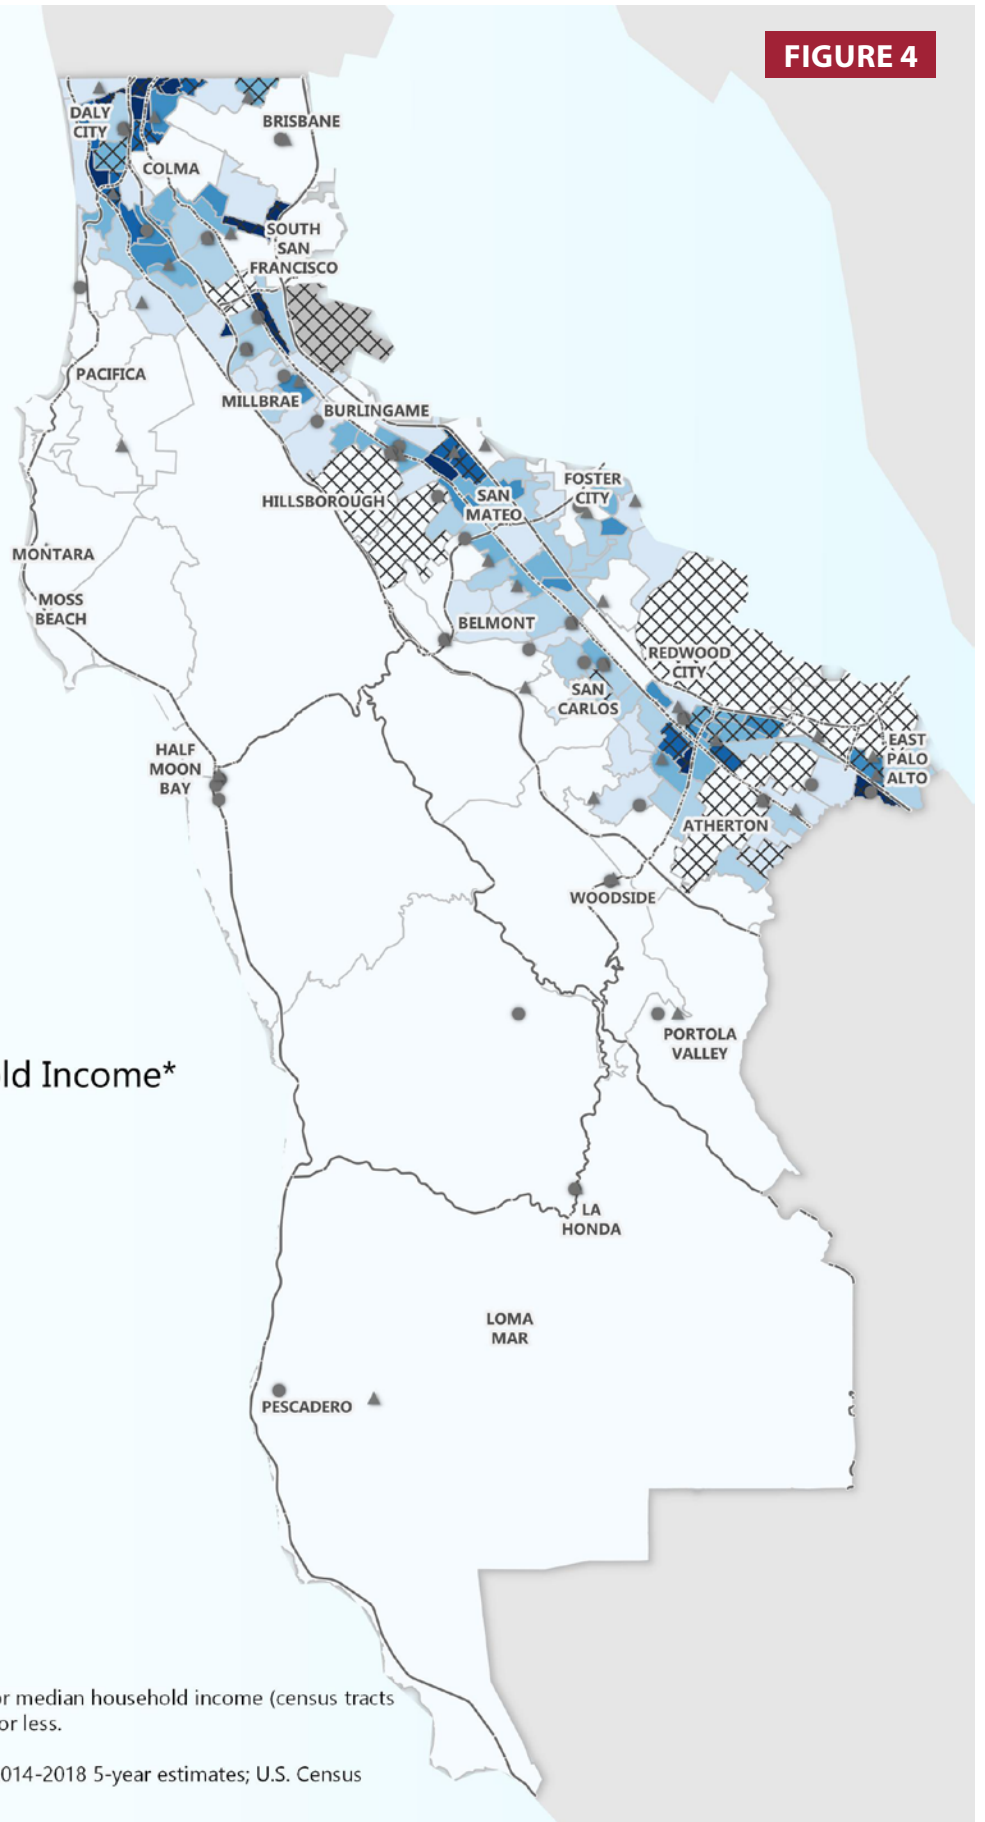 FIGURE 4
DALY
CITY
BRISBANE
COLMA
SOUTH
SAN
FRANCISCO
PACIFICA
MILLBRAE
BURLINGAME
HILLSBOROUGH
SAN
MATEO
FOSTER
CITY
MONTARA
MOSS
BEACH
BELMONT
REDWOOD
CITY
SAN
CARLOS
HALF
MOON
BAY
EAST
PALO
ALTO
ATHERTON
WOODSIDE
PORTOLA
VALLEY
ld Income*
LA
HONDA
LOMA
MAR
PESCADERO
or median household income (census tracts
or less.
014-2018 5-year estimates; U.S. Census